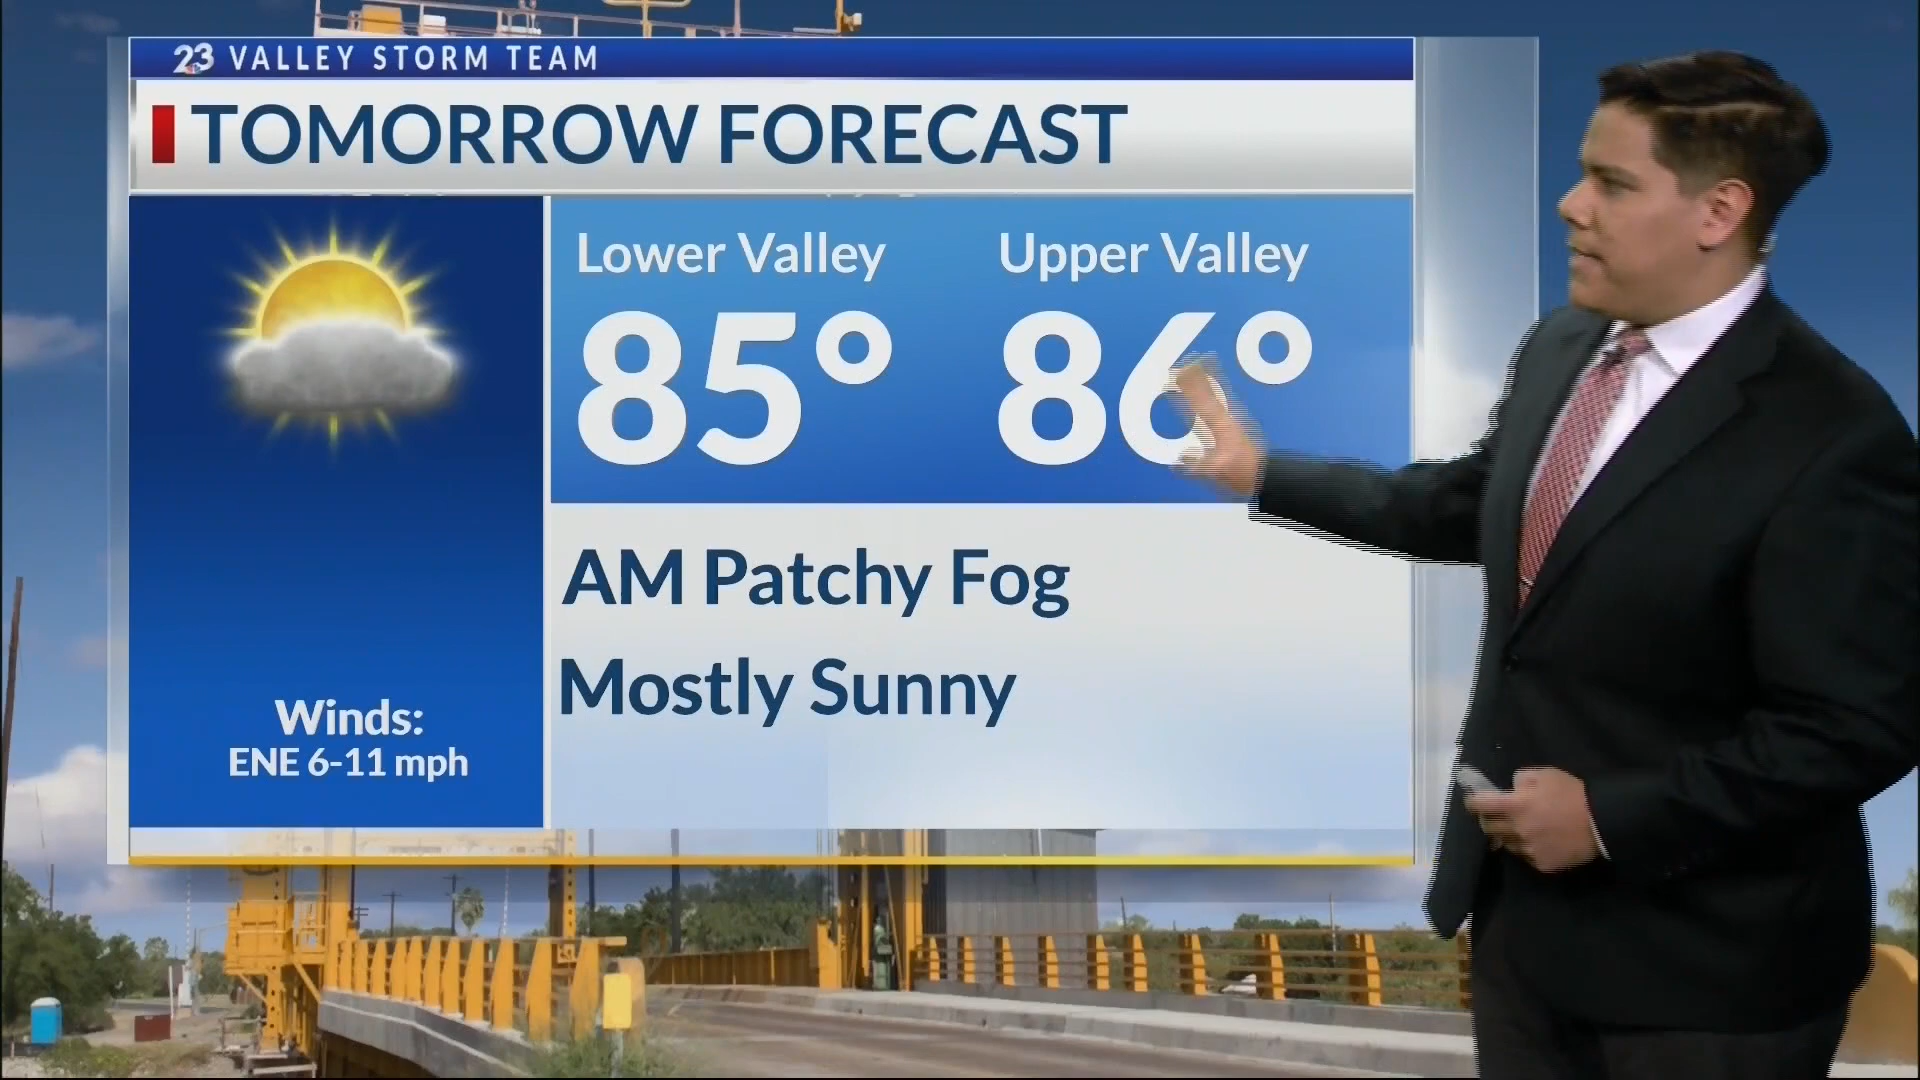 23 VALLEY STORM TEAM
TOMORROW FORECAST
Lower Valley
85°
Upper Valley
86°
AM Patchy Fog
Mostly Sunny
Winds:
ENE 6-11 mph